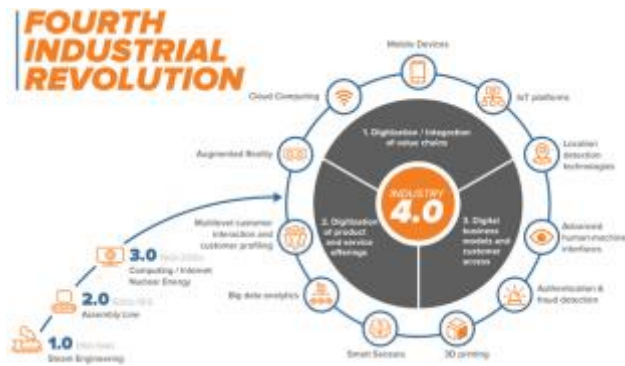 FOURTH
INDUSTRIAL
REVOLUTION
Mobile Devices
Cloud Computing
IoT platforms
1. Digitisation / Integration
of value choice
Augmented Reality
Location
detection
technologies
INDUSTRY
4.0
Multilevel customer
interaction and
customer profiling
2. Digitisation
of product
and service
offerings
3. Digital
business
models and
customer
access
Advanced
human-machine
interfaces
3.0
Computing / Internet
Nuclear Energy
Big data analytics
Authentication &
fraud detection
2.0
Assembly Line
1.0
Steam Engineering
Smart Sensors
3D printing